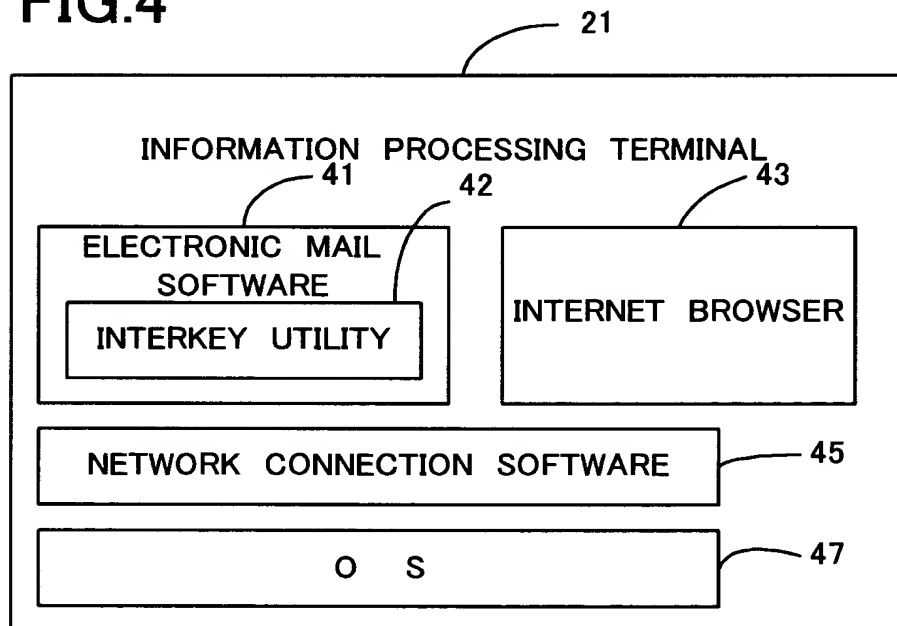 FIG.4
21
INFORMATION PROCESSING TERMINAL
41
42
43
ELECTRONIC MAIL
SOFTWARE
INTERKEY UTILITY
INTERNET BROWSER
NETWORK CONNECTION SOFTWARE
45
O S
47